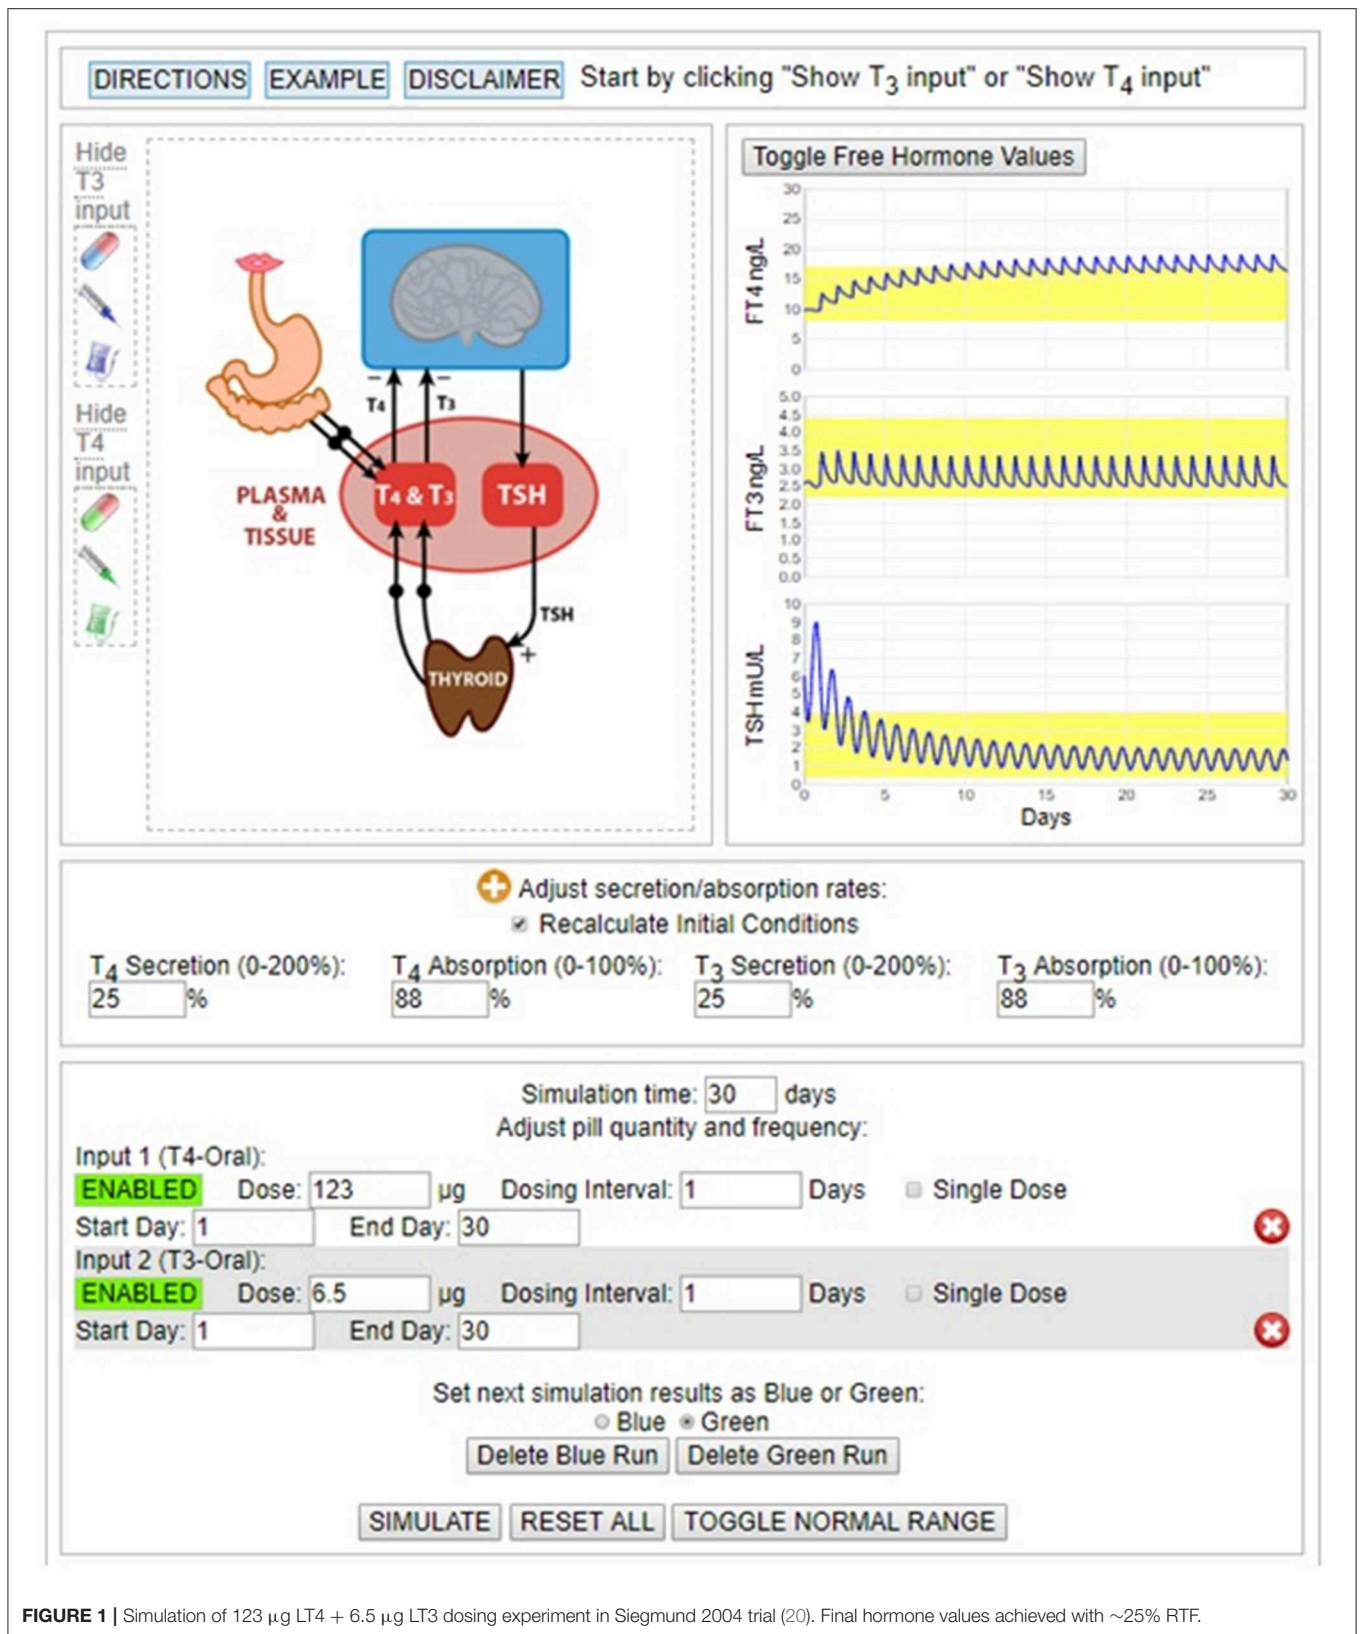 DIRECTIONS EXAMPLE DISCLAIMER Start by clicking "Show T3 input" or "Show T4 input"
Hide
T3
input
Hide
T4
input
T4
T3
PLASMA
&
TISSUE
T4 & T3
TSH
TSH
+
THYROID
Toggle Free Hormone Values
FT4 ng/L
30
25
20
15
10
5
0
FT3 ng/L
5.0
4.5
4.0
3.5
3.0
2.5
2.0
1.5
1.0
0.5
0.0
TSH mU/L
10
9
8
7
6
5
4
3
2
1
0
0 5 10 15 20 25 30
Days
Adjust secretion/absorption rates:
Recalculate Initial Conditions
T4 Secretion (0-200%): T4 Absorption (0-100%): T3 Secretion (0-200%): T3 Absorption (0-100%):
25 % 88 % 25 % 88 %
Simulation time: 30 days
Adjust pill quantity and frequency:
Input 1 (T4-Oral):
ENABLED Dose: 123 µg Dosing Interval: 1 Days Single Dose
Start Day: 1 End Day: 30
Input 2 (T3-Oral):
ENABLED Dose: 6.5 µg Dosing Interval: 1 Days Single Dose
Start Day: 1 End Day: 30
Set next simulation results as Blue or Green:
Blue Green
Delete Blue Run Delete Green Run
SIMULATE RESET ALL TOGGLE NORMAL RANGE
FIGURE 1 | Simulation of 123 µg LT4 + 6.5 µg LT3 dosing experiment in Siegmund 2004 trial (20). Final hormone values achieved with ~25% RTF.